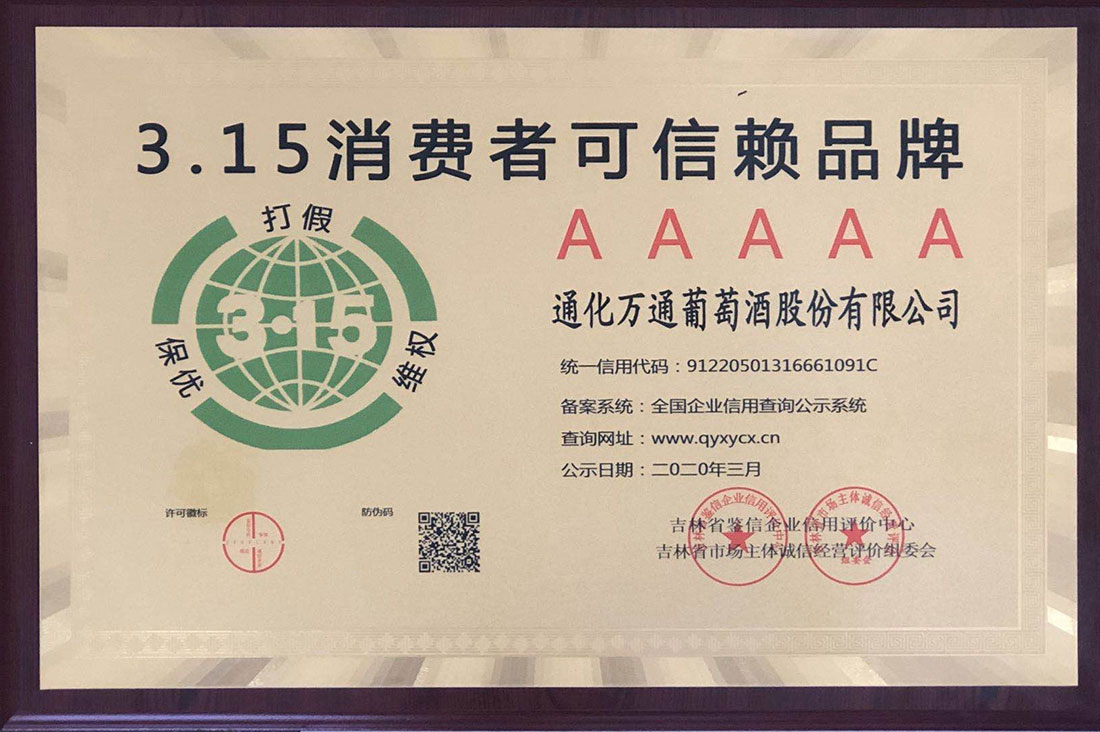 3.15消费者可信赖品牌
打假
保优
维权
3·15
AAAAA
通化万通葡萄酒股份有限公司
统一信用代码：91220501316661091C
备案系统：全国企业信用查询公示系统
查询网址：www.qyxycx.cn
公示日期：二〇二〇年三月
许可徽标
防伪码
吉林省鉴信企业信用评价中心
吉林省市场主体诚信经营评价组委会